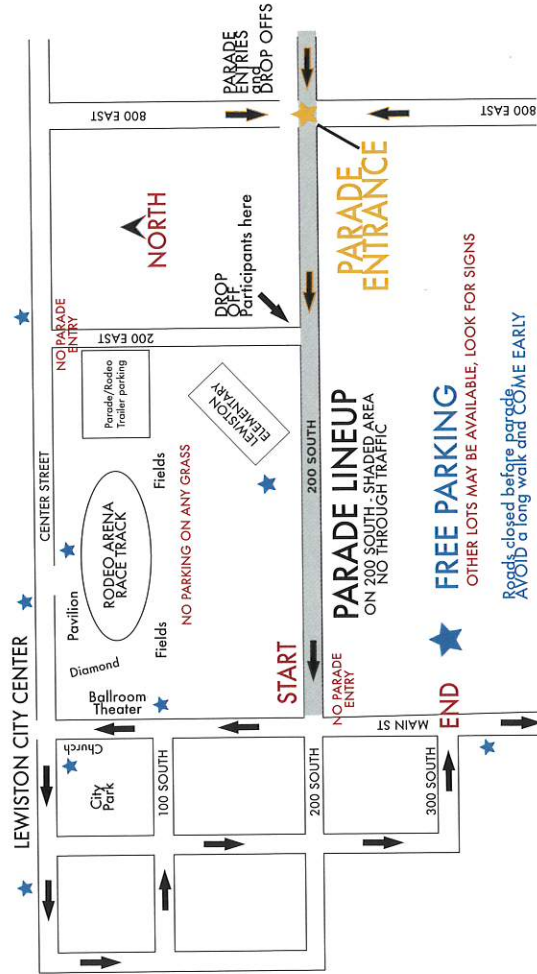 LEWISTON CITY CENTER
CENTER STREET
Church
City
Park
Ballroom
Theater
Diamond
Pavilion
Fields
RODEO ARENA
RACE TRACK
Fields
Parade/Rodeo
Trailer parking
NO PARADE
ENTRY
200 EAST
NORTH
800 EAST
PARADE
ENTRIES
and
DROP OFFS
NO PARKING ON ANY GRASS
LEWISTON
ELEMENTARY
DROP
OFF
Participants here
100 SOUTH
START
200 SOUTH
200 SOUTH
NO PARADE
ENTRY
PARADE LINEUP
ON 200 SOUTH - SHADED AREA
NO THROUGH TRAFFIC
PARADE
ENTRANCE
800 EAST
MAIN ST
300 SOUTH
END
FREE PARKING
OTHER LOTS MAY BE AVAILABLE, LOOK FOR SIGNS
Roads closed before parade
AVOID a long walk and COME EARLY